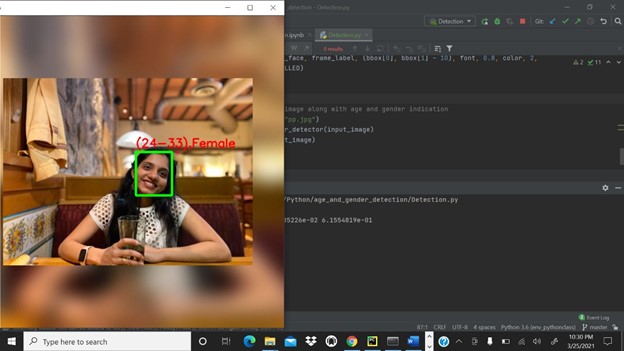 (24-33),Female
detection - Detection.py
Detection
Git:
o.ipynb
Detection.py
0 results
_face, frame_label, (bbox[0], bbox[1] - 10), font, 0.8, color, 2,
LLED)
2 11
image along with age and gender indication
pp.jpg")
r_detector(input_image)
t_image)
/Python/age_and_gender_detection/Detection.py
35226e-02 6.1554019e-01
Event Log
87:1 CRLF UTF-8 4 spaces Python 3.6 (env_pythonclass) master
Type here to search
10:30 PM
3/25/2021